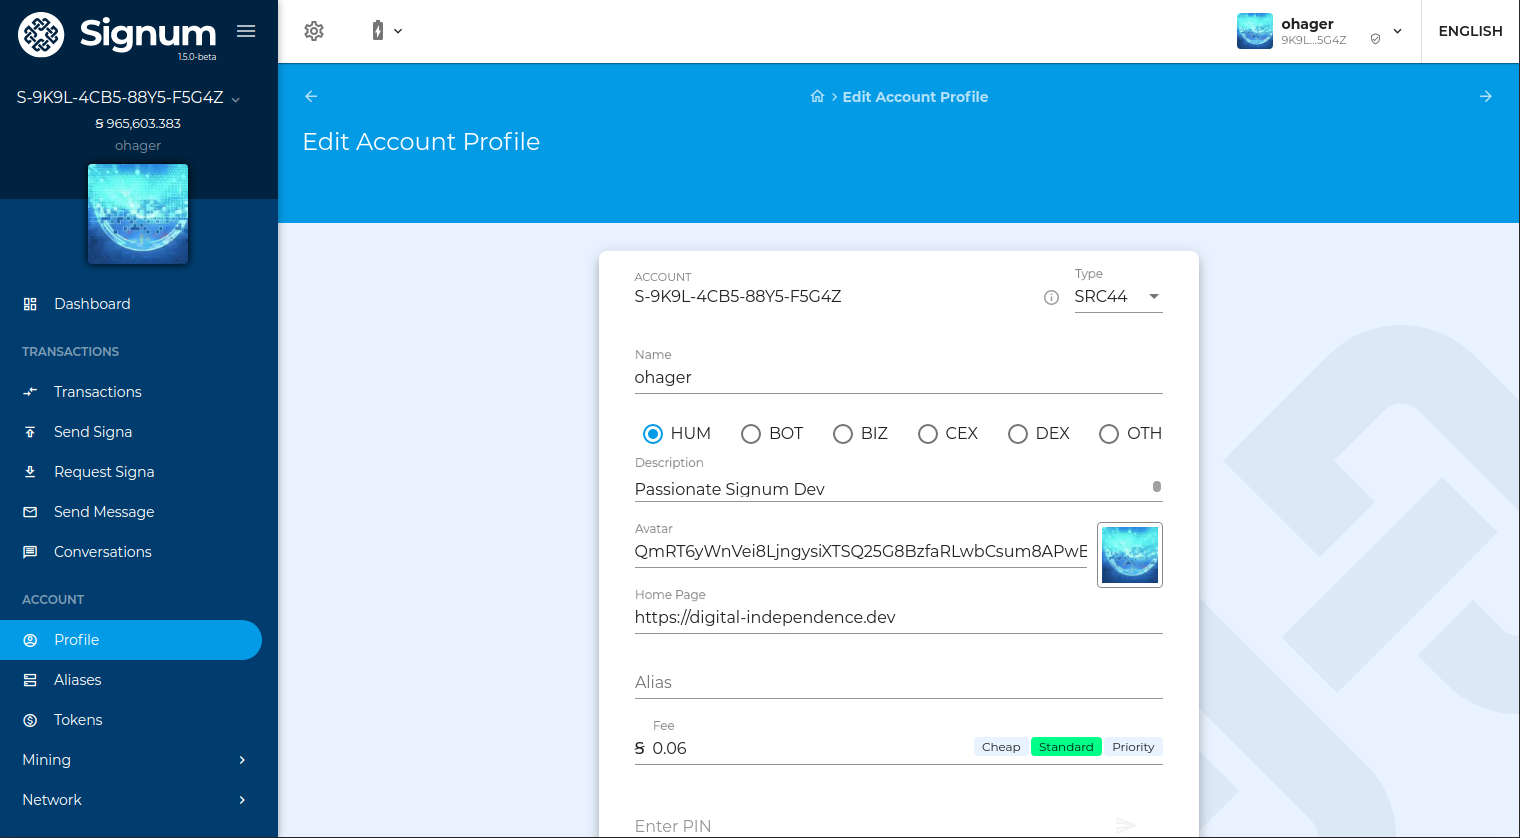 Signum
1.5.0-beta
S-9K9L-4CB5-88Y5-F5G4Z
Ꞩ 965,603.383
ohager
Dashboard
TRANSACTIONS
Transactions
Send Signa
Request Signa
Send Message
Conversations
ACCOUNT
Profile
Aliases
Tokens
Mining
Network
ohager
9K9L...5G4Z
ENGLISH
Edit Account Profile
Edit Account Profile
ACCOUNT
S-9K9L-4CB5-88Y5-F5G4Z
Type
SRC44
Name
ohager
HUM BOT BIZ CEX DEX OTH
Description
Passionate Signum Dev
Avatar
QmRT6yWnVei8LjngysiXTSQ25G8BzfaRLwbCsum8APwE
Home Page
https://digital-independence.dev
Alias
Fee
Ꞩ 0.06 Cheap Standard Priority
Enter PIN